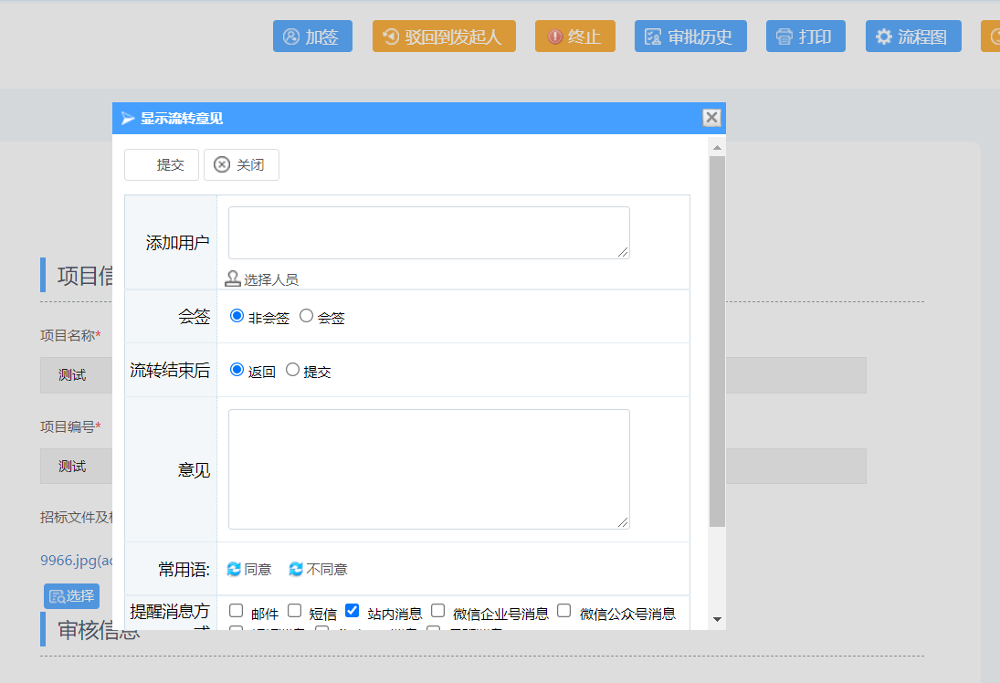 加签 驳回到发起人 终止 审批历史 打印 流程图
显示流转意见
提交 关闭
添加用户
选择人员
会签 非会签 会签
流转结束后 返回 提交
意见
常用语: 同意 不同意
提醒消息方 邮件 短信 站内消息 微信企业号消息 微信公众号消息
项目信
项目名称*
测试
项目编号*
测试
招标文件及
9966.jpg(ac
选择
审核信息